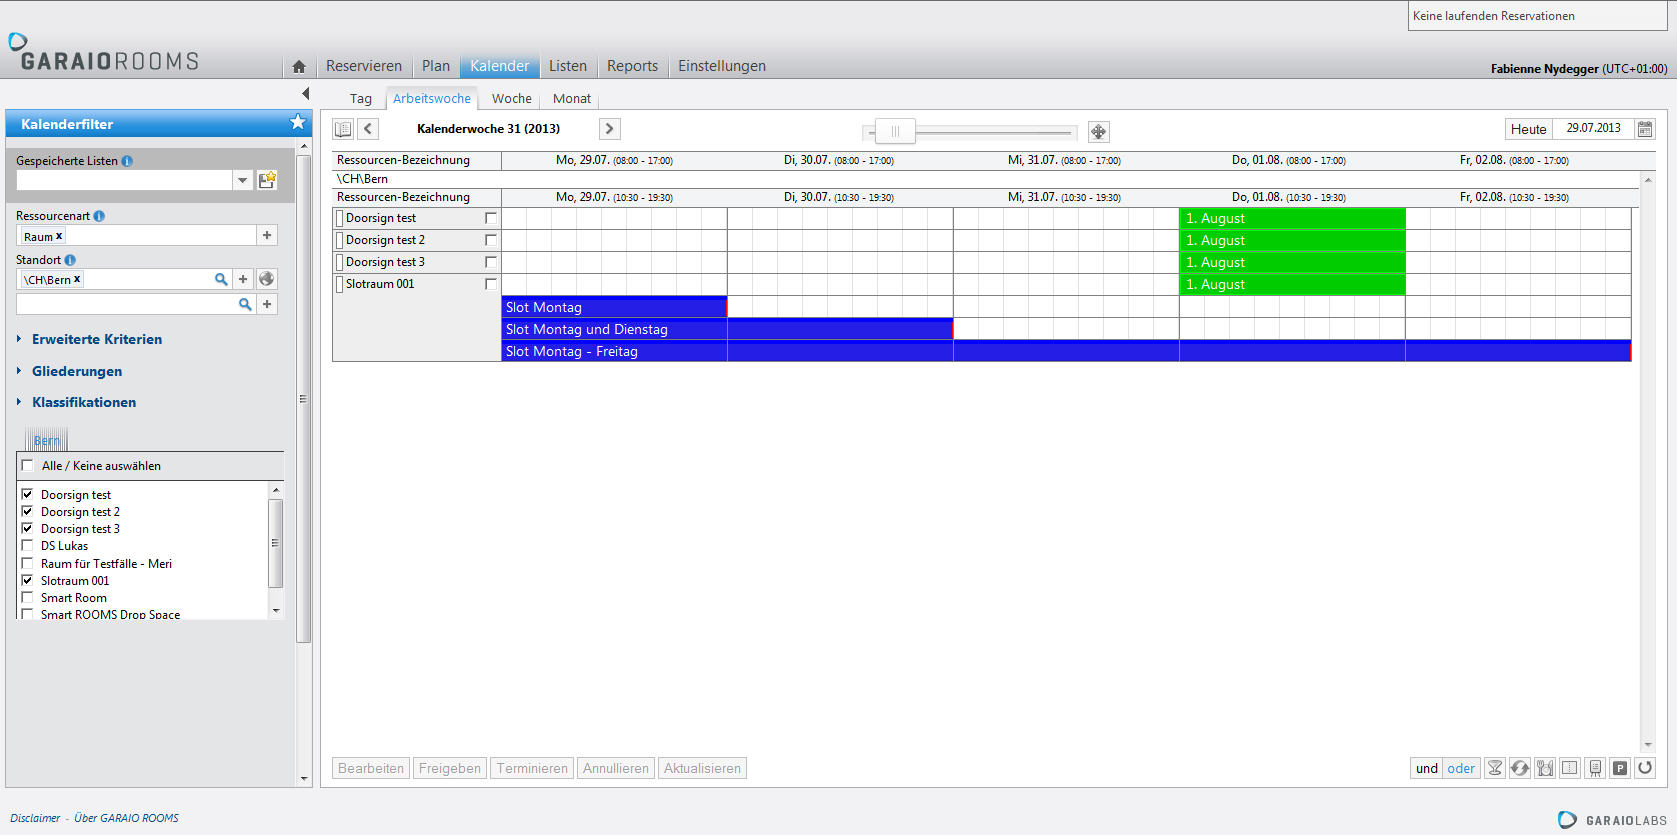 Keine laufenden Reservationen
GARAIOROOMS
Reservieren Plan Kalender Listen Reports Einstellungen
Fabienne Nydegger (UTC+01:00)
Tag Arbeitswoche Woche Monat
Kalenderfilter
Kalenderwoche 31 (2013)
Heute 29.07.2013
Gespeicherte Listen
Ressourcenart
Raum x
Standort
\CH\Bern x
Erweiterte Kriterien
Gliederungen
Klassifikationen
Bern
Alle / Keine auswählen
Doorsign test
Doorsign test 2
Doorsign test 3
DS Lukas
Raum für Testfälle - Meri
Slotraum 001
Smart Room
Smart ROOMS Drop Space
Ressourcen-Bezeichnung Mo, 29.07. (08:00 - 17:00) Di, 30.07. (08:00 - 17:00) Mi, 31.07. (08:00 - 17:00) Do, 01.08. (08:00 - 17:00) Fr, 02.08. (08:00 - 17:00)
\CH\Bern
Ressourcen-Bezeichnung Mo, 29.07. (10:30 - 19:30) Di, 30.07. (10:30 - 19:30) Mi, 31.07. (10:30 - 19:30) Do, 01.08. (10:30 - 19:30) Fr, 02.08. (10:30 - 19:30)
Doorsign test 1. August
Doorsign test 2 1. August
Doorsign test 3 1. August
Slotraum 001 1. August
Slot Montag
Slot Montag und Dienstag
Slot Montag - Freitag
Bearbeiten Freigeben Terminieren Annullieren Aktualisieren
und oder P
Disclaimer - Über GARAIO ROOMS
GARAIOLABS